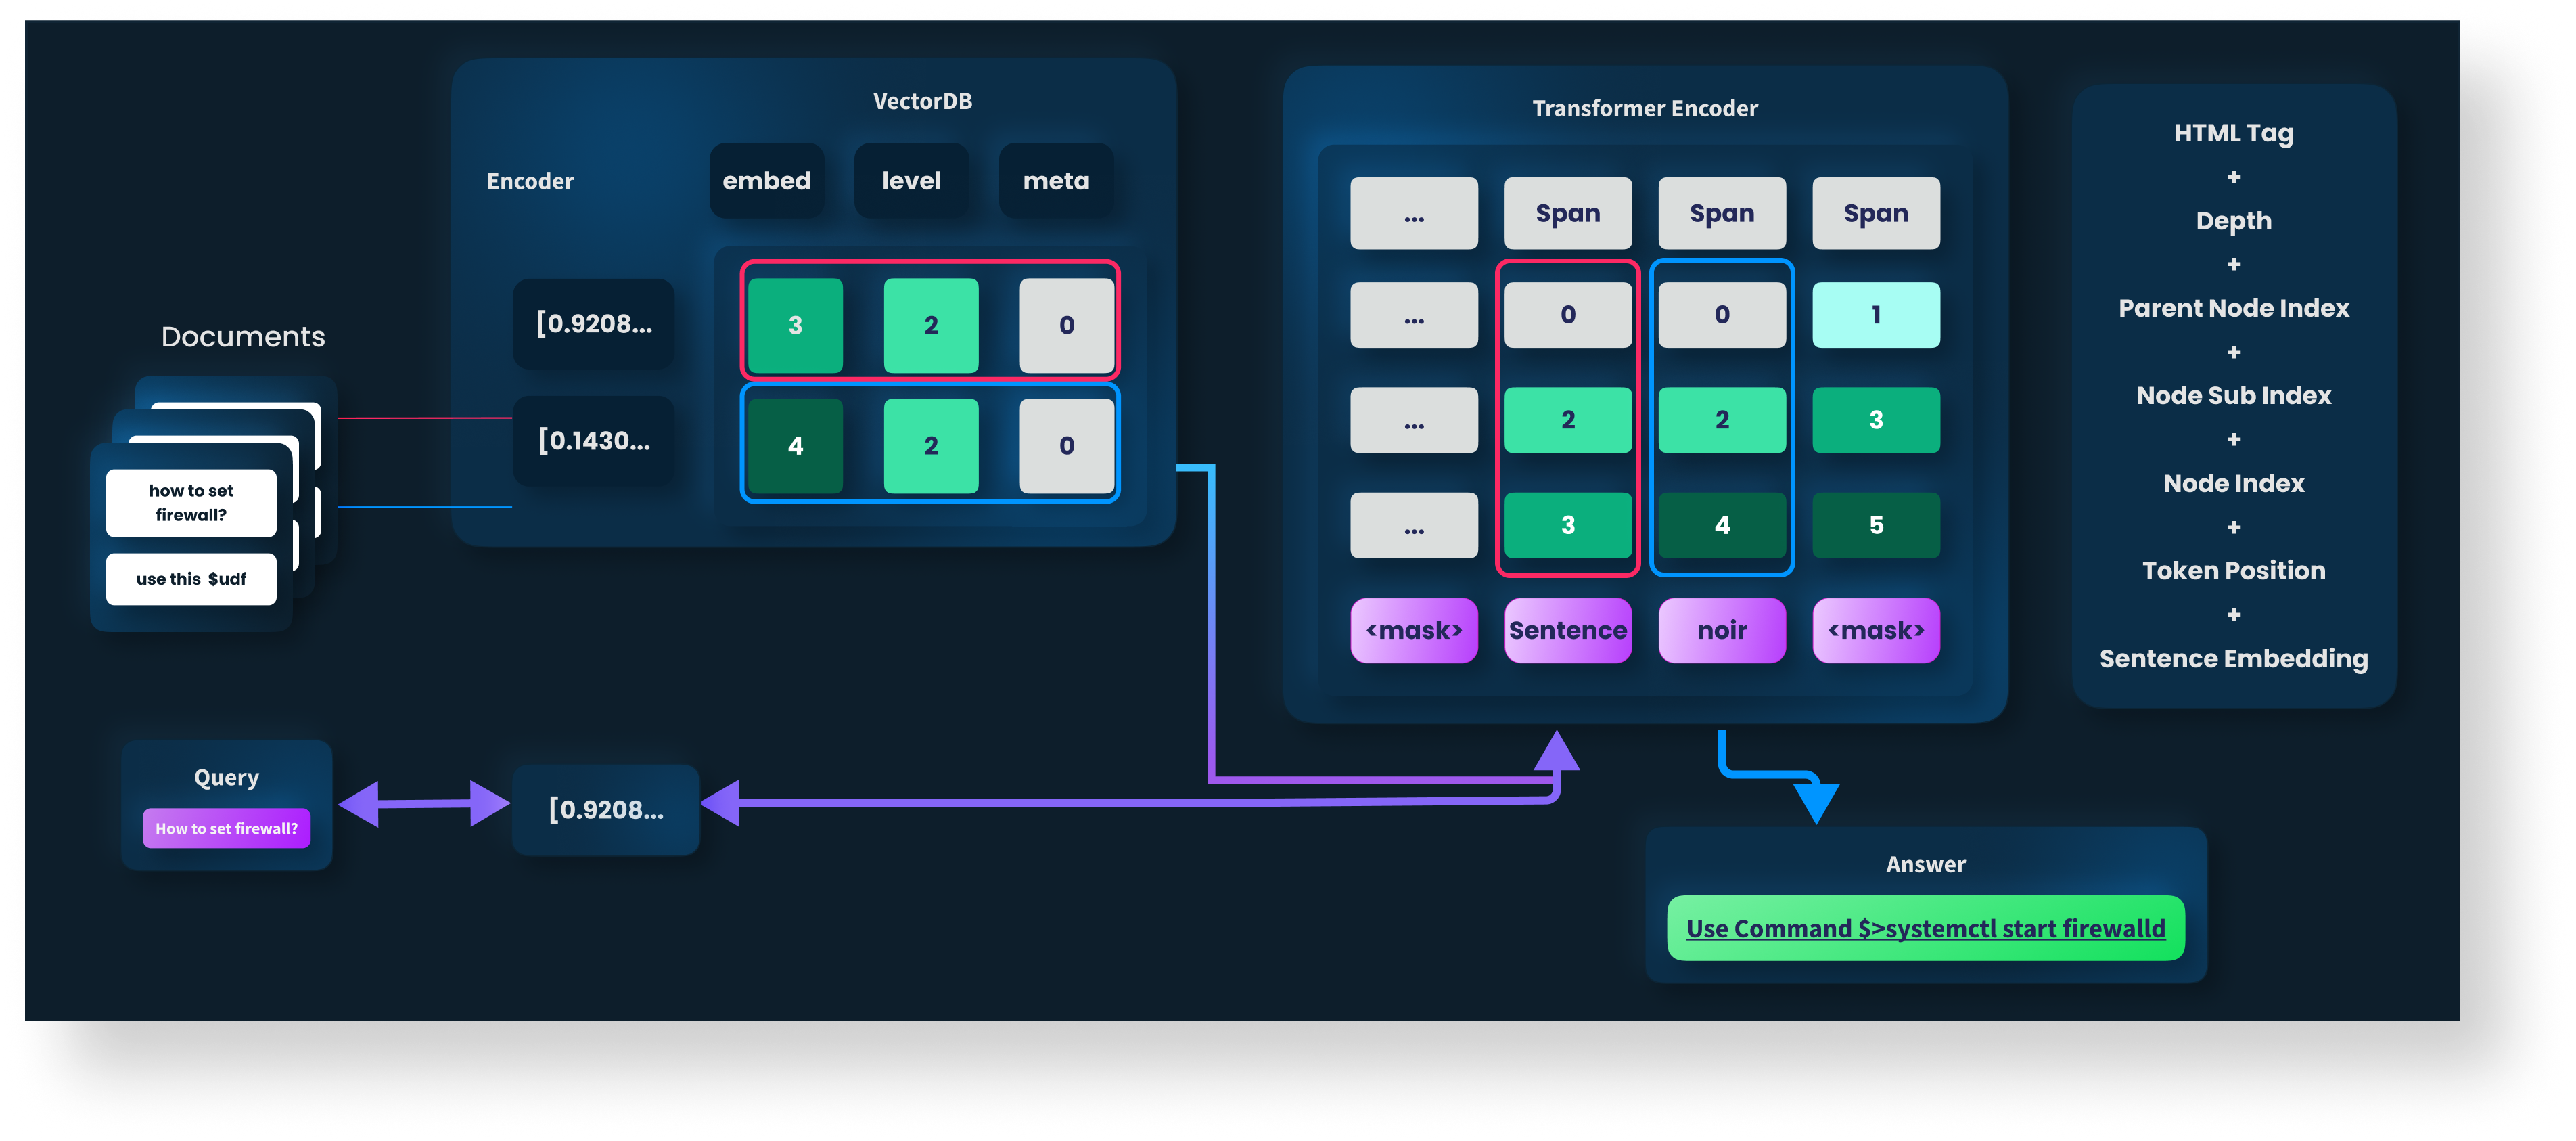 Documents
how to set
firewall?
use this $udf
VectorDB
Encoder
embed
level
meta
[0.9208...
3
2
0
[0.1430...
4
2
0
Transformer Encoder
...
Span
Span
Span
...
0
0
1
...
2
2
3
...
3
4
5
<mask>
Sentence
noir
<mask>
HTML Tag
+
Depth
+
Parent Node Index
+
Node Sub Index
+
Node Index
+
Token Position
+
Sentence Embedding
Query
How to set firewall?
[0.9208...
Answer
Use Command $>systemctl start firewalld